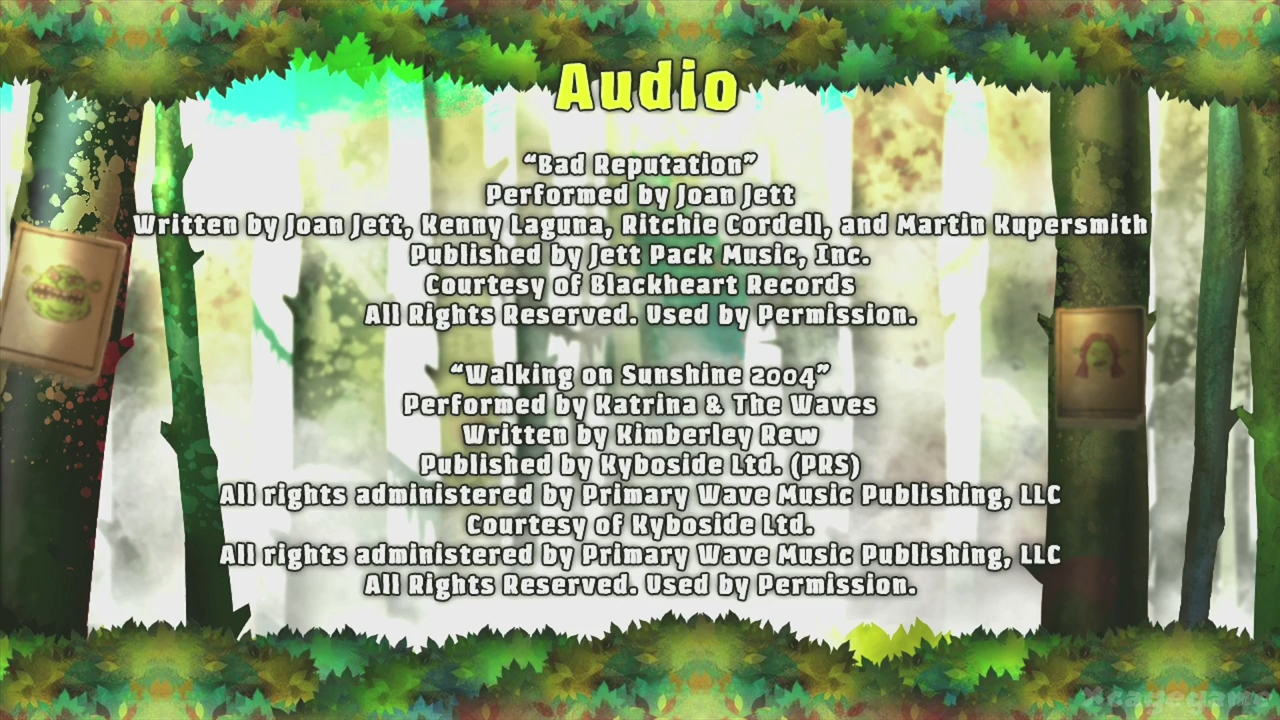 Audio
“Bad Reputation”
Performed by Joan Jett
Written by Joan Jett, Kenny Laguna, Ritchie Cordell, and Martin Kupersmith
Published by Jett Pack Music, Inc.
Courtesy of Blackheart Records
All Rights Reserved. Used by Permission.
“Walking on Sunshine 2004”
Performed by Katrina & The Waves
Written by Kimberley Rew
Published by Kyboside Ltd. (PRS)
All rights administered by Primary Wave Music Publishing, LLC
Courtesy of Kyboside Ltd.
All rights administered by Primary Wave Music Publishing, LLC
All Rights Reserved. Used by Permission.
Xcagegame